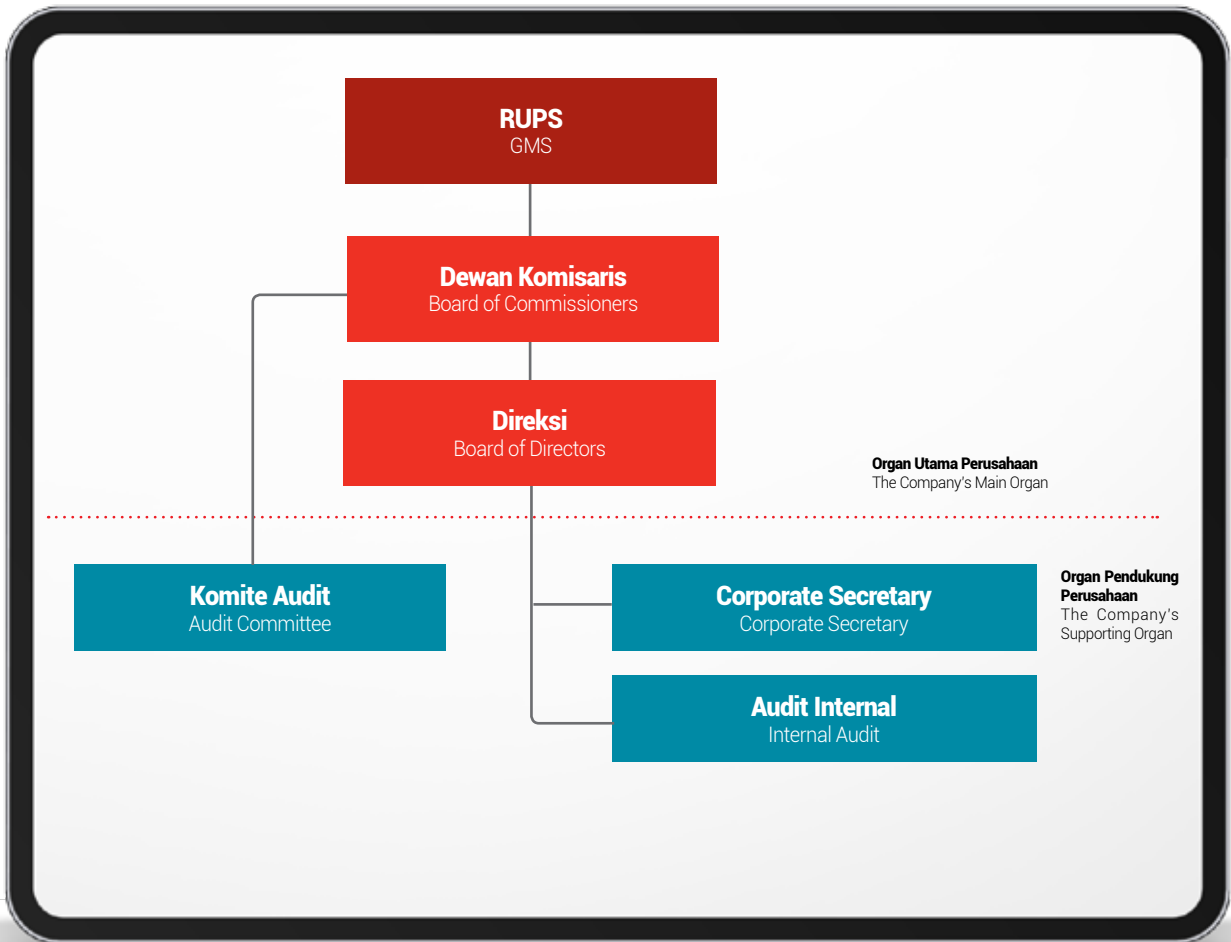 RUPS
GMS
Dewan Komisaris
Board of Commissioners
Direksi
Board of Directors
Organ Utama Perusahaan
The Company's Main Organ
Komite Audit
Audit Committee
Corporate Secretary
Corporate Secretary
Organ Pendukung
Perusahaan
The Company's
Supporting Organ
Audit Internal
Internal Audit